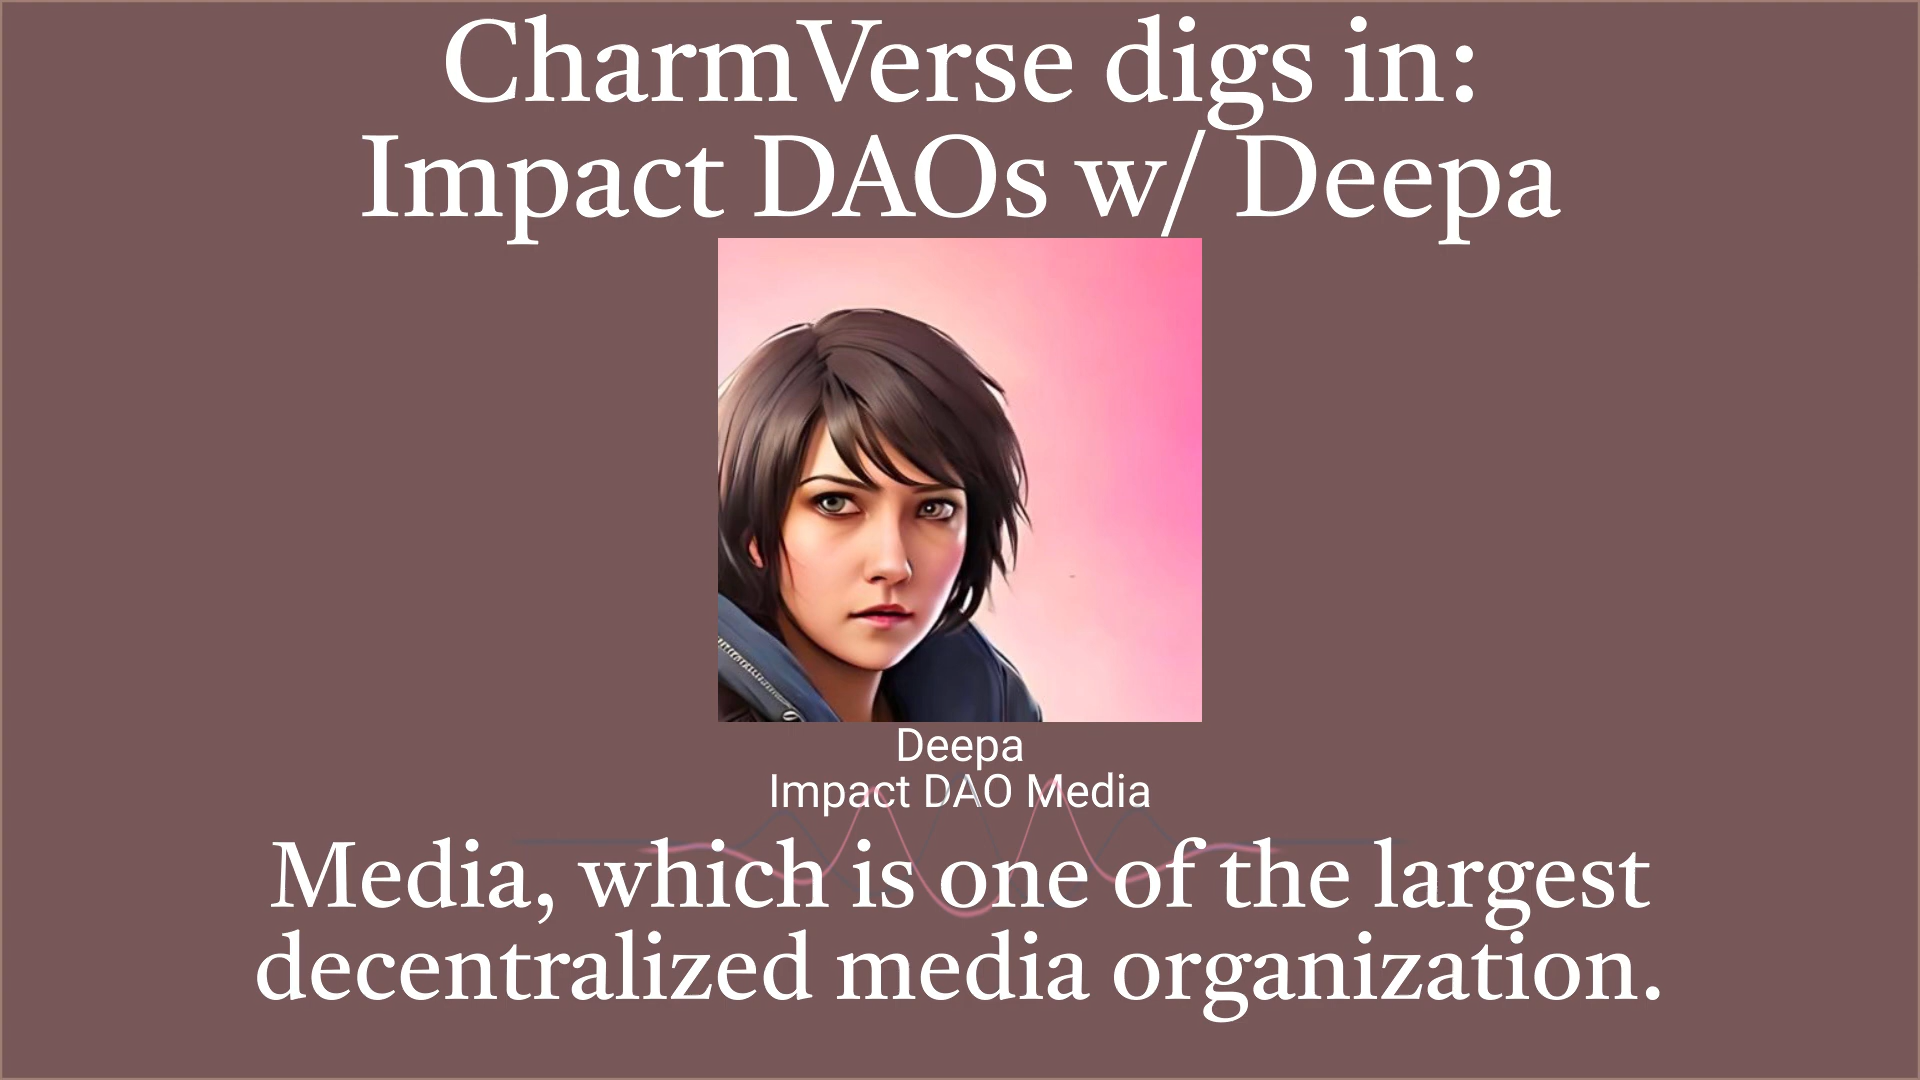 CharmVerse digs in:
Impact DAOs w/ Deepa
Deepa
Impact DAO Media
Media, which is one of the largest
decentralized media organization.